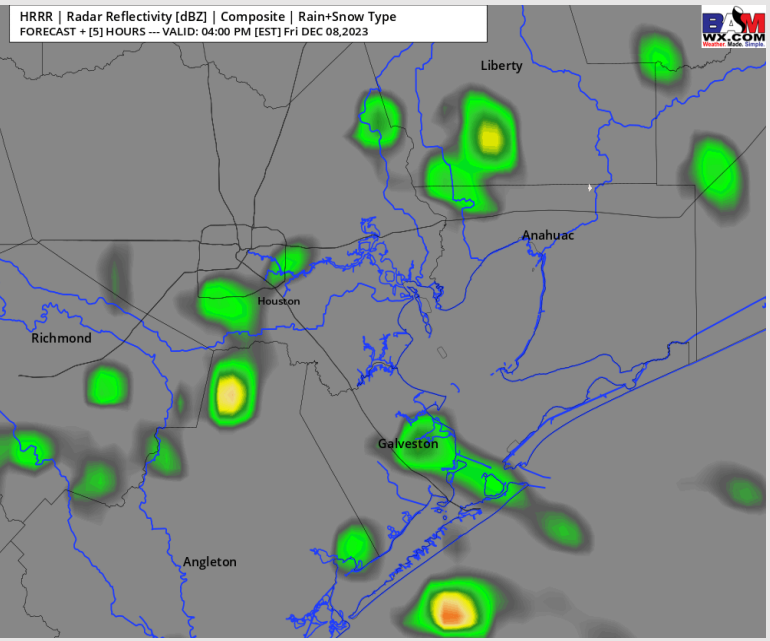 HRRR | Radar Reflectivity [dBZ] | Composite | Rain+Snow Type
FORECAST + [5] HOURS --- VALID: 04:00 PM [EST] Fri DEC 08,2023
BAM
WX.COM
Weather. Made. Simple.
Liberty
Anahuac
Houston
Richmond
Galveston
Angleton